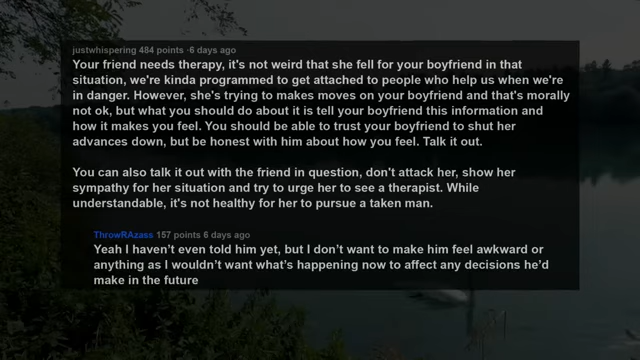 justwhispering 484 points ·6 days ago
Your friend needs therapy, it's not weird that she fell for your boyfriend in that
situation, we're kinda programmed to get attached to people who help us when we're
in danger. However, she's trying to makes moves on your boyfriend and that's morally
not ok, but what you should do about it is tell your boyfriend this information and
how it makes you feel. You should be able to trust your boyfriend to shut her
advances down, but be honest with him about how you feel. Talk it out.
You can also talk it out with the friend in question, don't attack her, show her
sympathy for her situation and try to urge her to see a therapist. While
understandable, it's not healthy for her to pursue a taken man.
ThrowRAzass 157 points 6 days ago
Yeah I haven’t even told him yet, but I don’t want to make him feel awkward or
anything as I wouldn’t want what’s happening now to affect any decisions he’d
make in the future